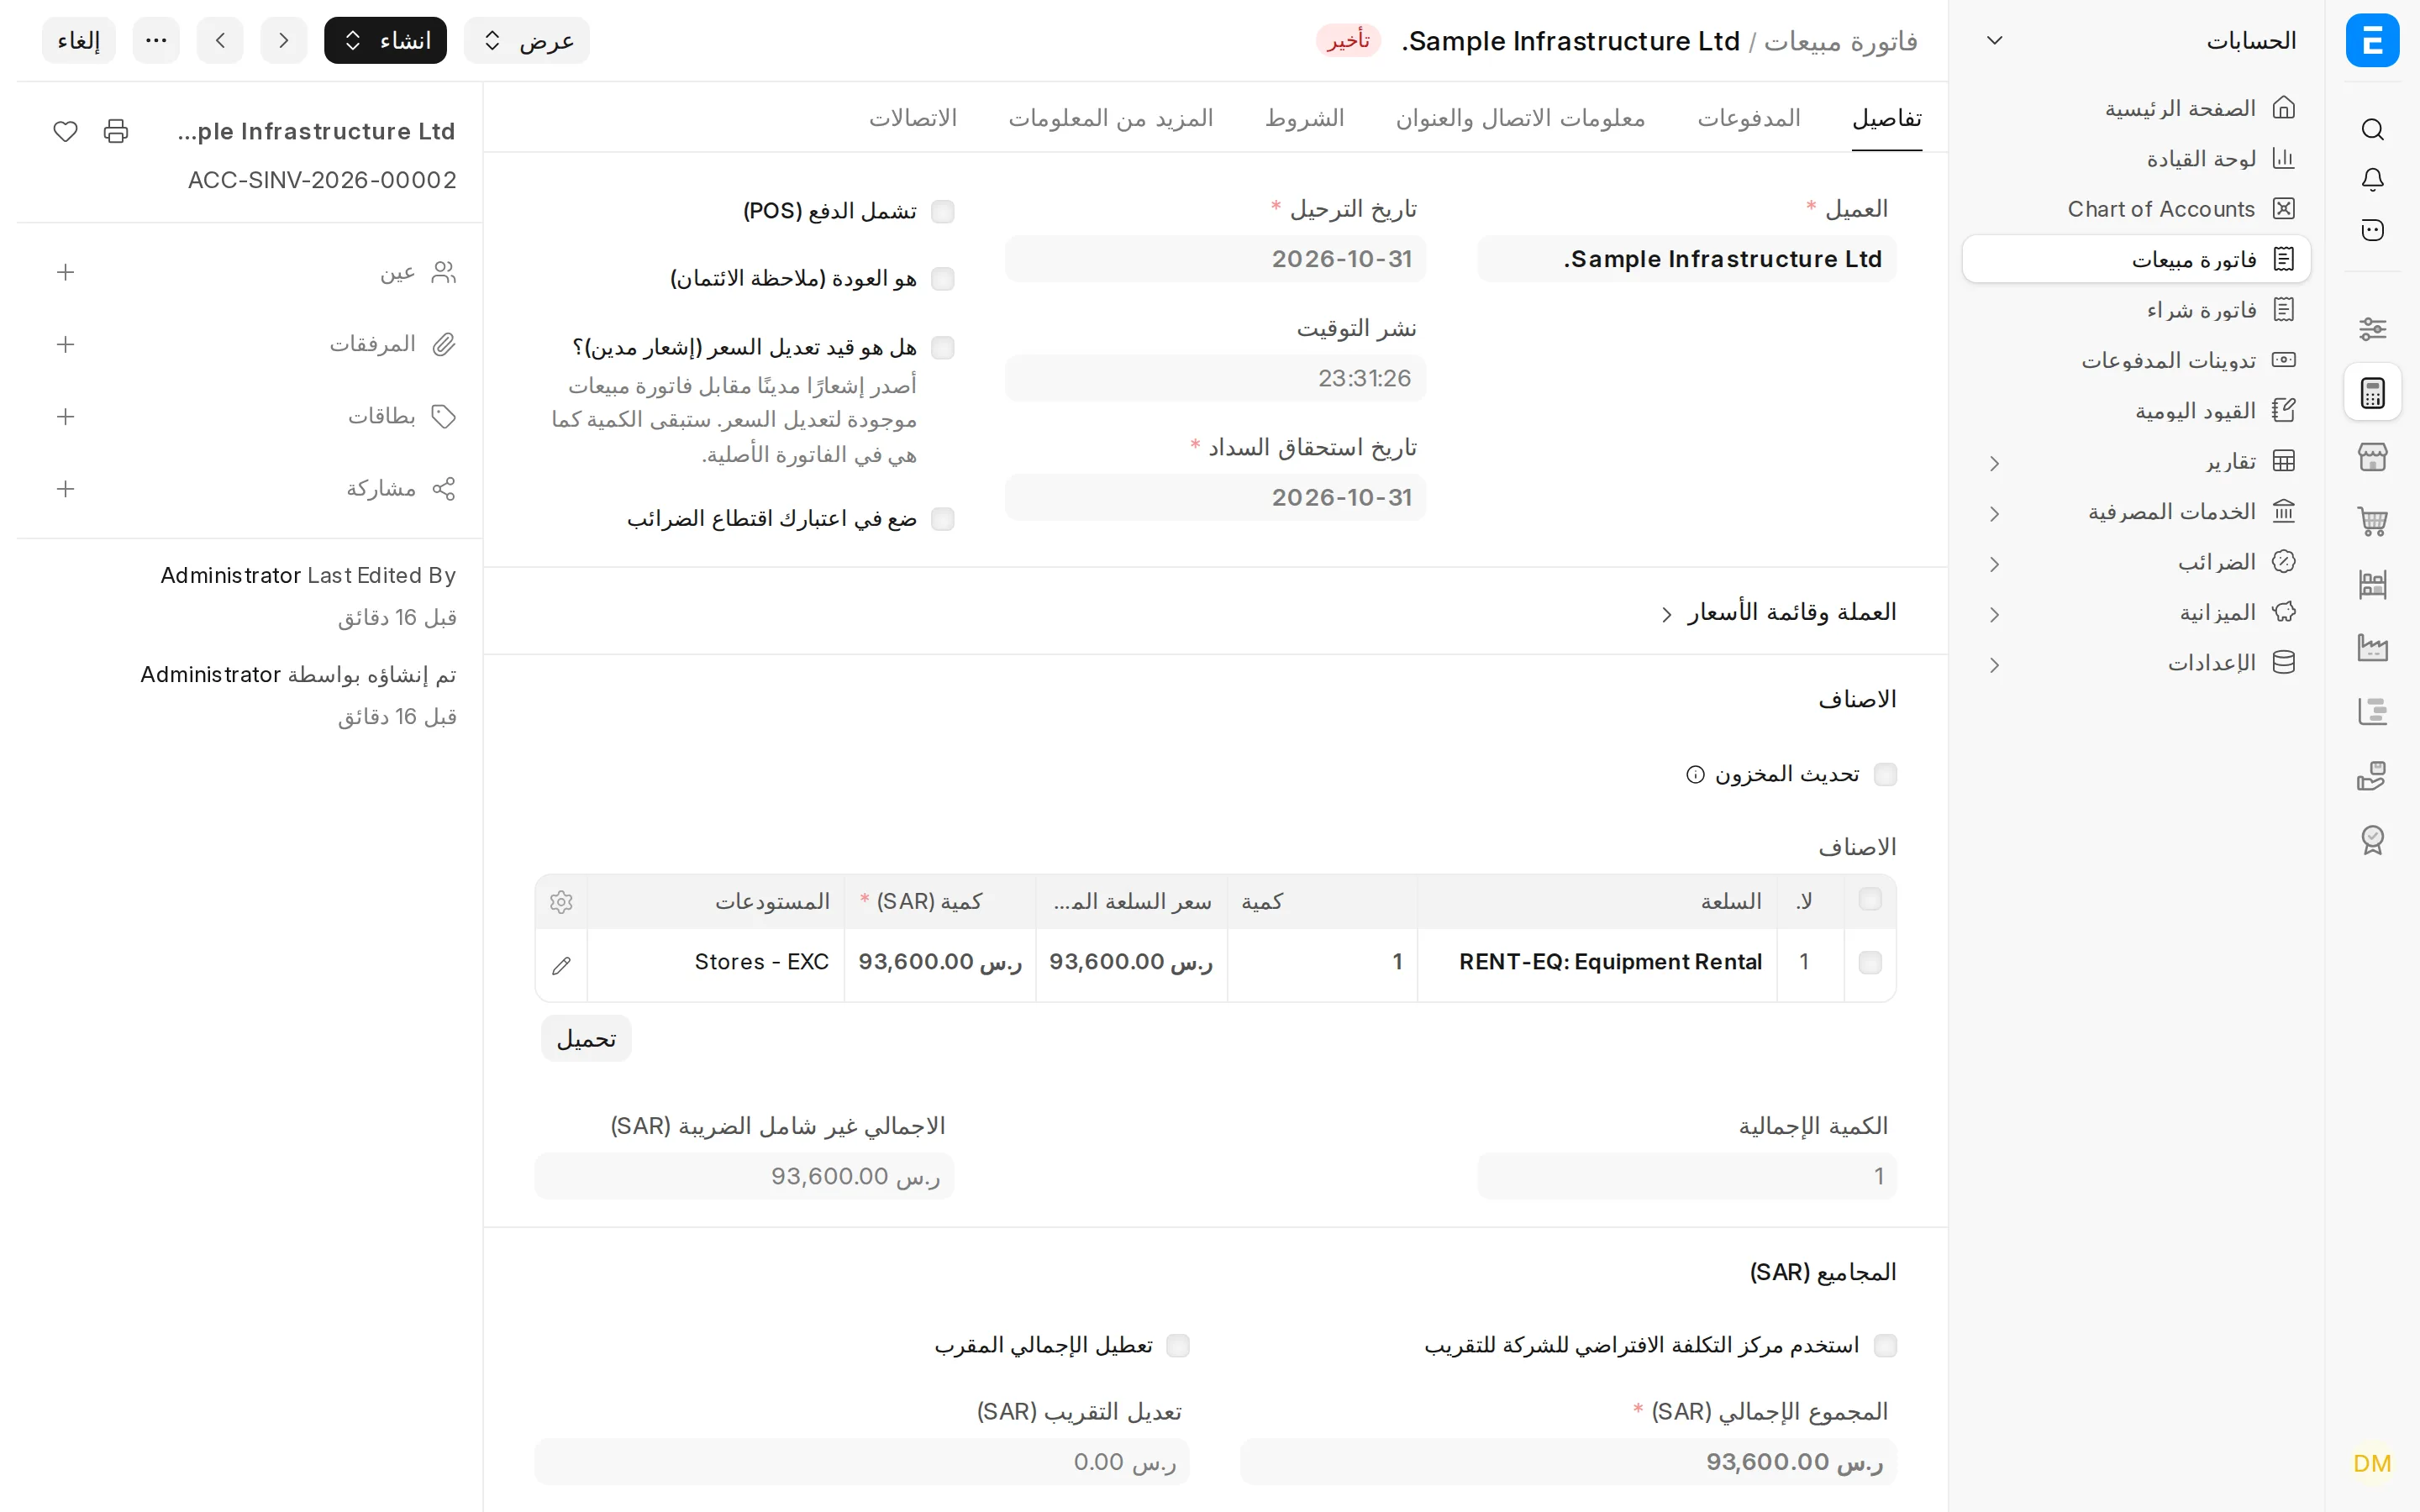 الحسابات
الصفحة الرئيسية
لوحة القيادة
Chart of Accounts
فاتورة مبيعات
فاتورة شراء
تدوينات المدفوعات
القيود اليومية
تقارير
الخدمات المصرفية
الضرائب
الميزانية
الإعدادات
DM
فاتورة مبيعات / Sample Infrastructure Ltd.
تأخير
عرض
انشاء
إلغاء
تفاصيل
المدفوعات
معلومات الاتصال والعنوان
الشروط
المزيد من المعلومات
الاتصالات
العميل *
Sample Infrastructure Ltd.
تاريخ الترحيل *
2026-10-31
نشر التوقيت
23:31:26
تاريخ استحقاق السداد *
2026-10-31
تشمل الدفع (POS)
هو العودة (ملاحظة الائتمان)
هل هو قيد تعديل السعر (إشعار مدين)؟
أصدر إشعارًا مدينًا مقابل فاتورة مبيعات
موجودة لتعديل السعر. ستبقى الكمية كما
هي في الفاتورة الأصلية.
ضع في اعتبارك اقتطاع الضرائب
العملة وقائمة الأسعار
الاصناف
تحديث المخزون
الاصناف
لا.
السلعة
كمية
سعر السلعة الم...
كمية (SAR) *
المستودعات
1
RENT-EQ: Equipment Rental
1
ر.س 93,600.00
ر.س 93,600.00
Stores - EXC
تحميل
الكمية الإجمالية
1
الاجمالي غير شامل الضريبة (SAR)
ر.س 93,600.00
المجاميع (SAR)
استخدم مركز التكلفة الافتراضي للشركة للتقريب
تعطيل الإجمالي المقرب
المجموع الإجمالي (SAR) *
ر.س 93,600.00
تعديل التقريب (SAR)
ر.س 0.00
...ple Infrastructure Ltd
ACC-SINV-2026-00002
عين
المرفقات
بطاقات
مشاركة
Administrator Last Edited By
قبل 16 دقائق
تم إنشاؤه بواسطة Administrator
قبل 16 دقائق